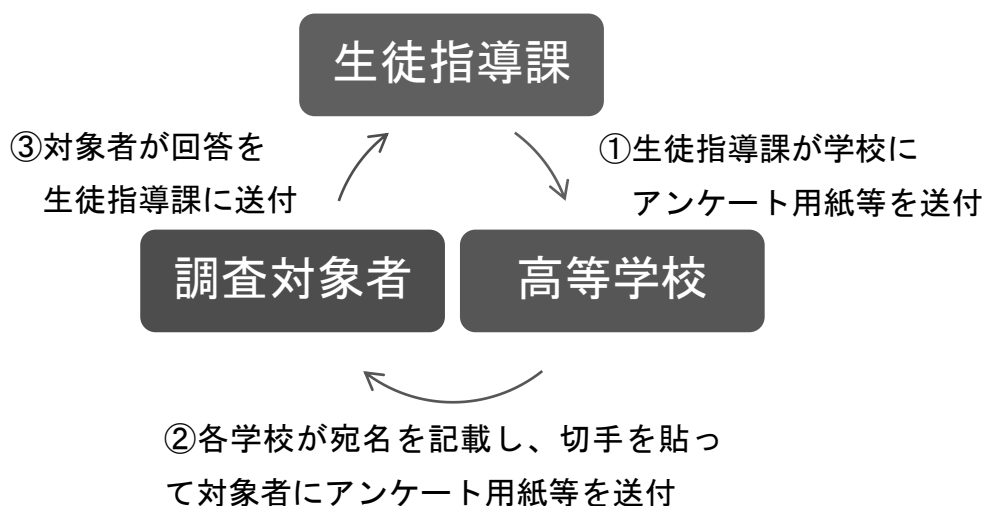 生徒指導課
③対象者が回答を
生徒指導課に送付
①生徒指導課が学校に
アンケート用紙等を送付
調査対象者
高等学校
②各学校が宛名を記載し、切手を貼っ
て対象者にアンケート用紙等を送付